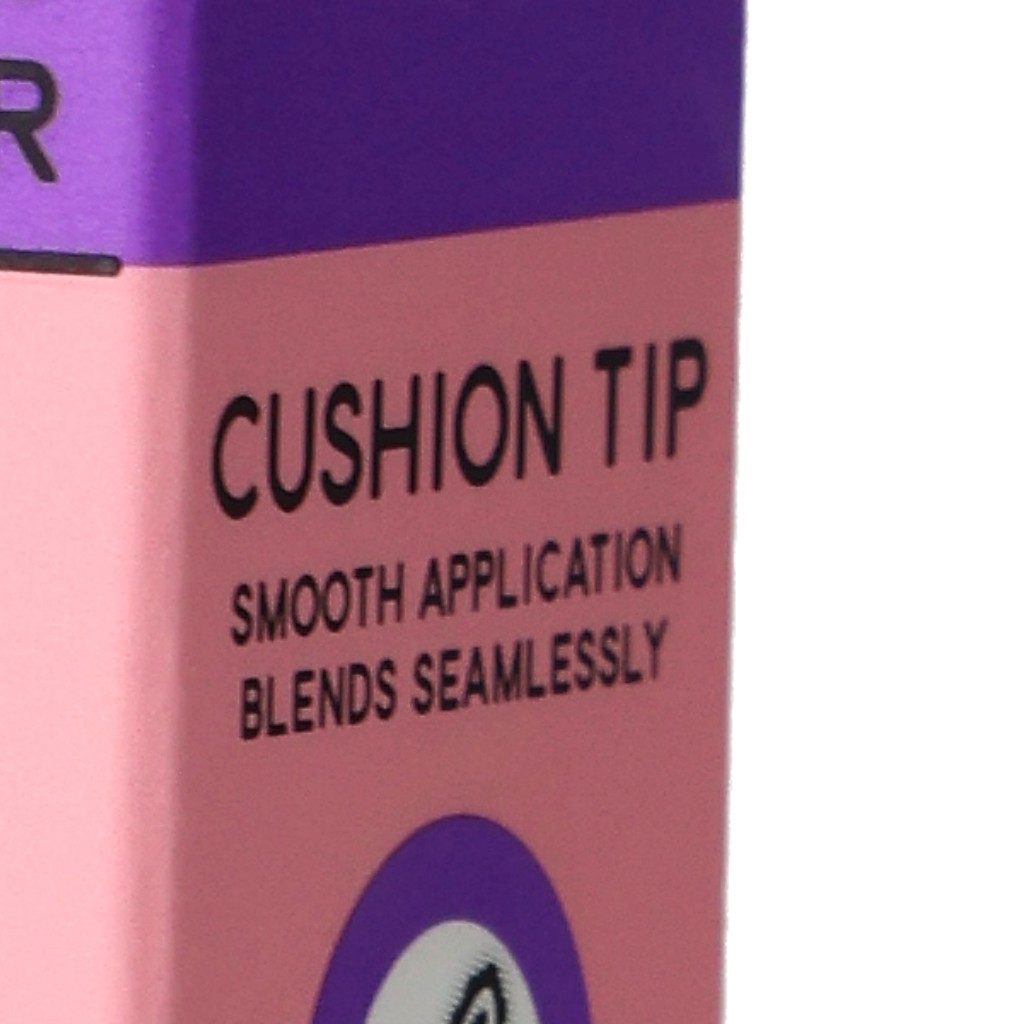 R
CUSHION TIP
SMOOTH APPLICATION
BLENDS SEAMLESSLY